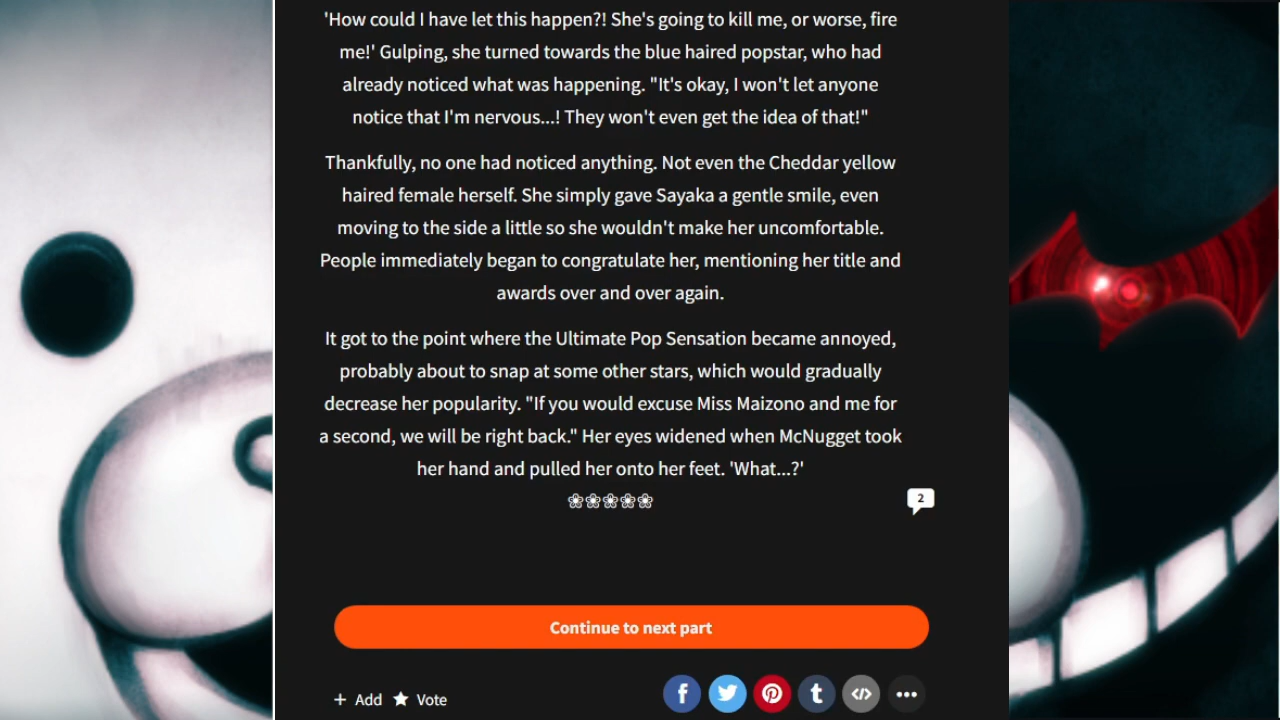 'How could I have let this happen?! She's going to kill me, or worse, fire
me!' Gulping, she turned towards the blue haired popstar, who had
already noticed what was happening. "It's okay, I won't let anyone
notice that I'm nervous...! They won't even get the idea of that!"
Thankfully, no one had noticed anything. Not even the Cheddar yellow
haired female herself. She simply gave Sayaka a gentle smile, even
moving to the side a little so she wouldn't make her uncomfortable.
People immediately began to congratulate her, mentioning her title and
awards over and over again.
It got to the point where the Ultimate Pop Sensation became annoyed,
probably about to snap at some other stars, which would gradually
decrease her popularity. "If you would excuse Miss Maizono and me for
a second, we will be right back." Her eyes widened when McNugget took
her hand and pulled her onto her feet. 'What...?'
❀❀❀❀❀
2
Continue to next part
+ Add ★ Vote